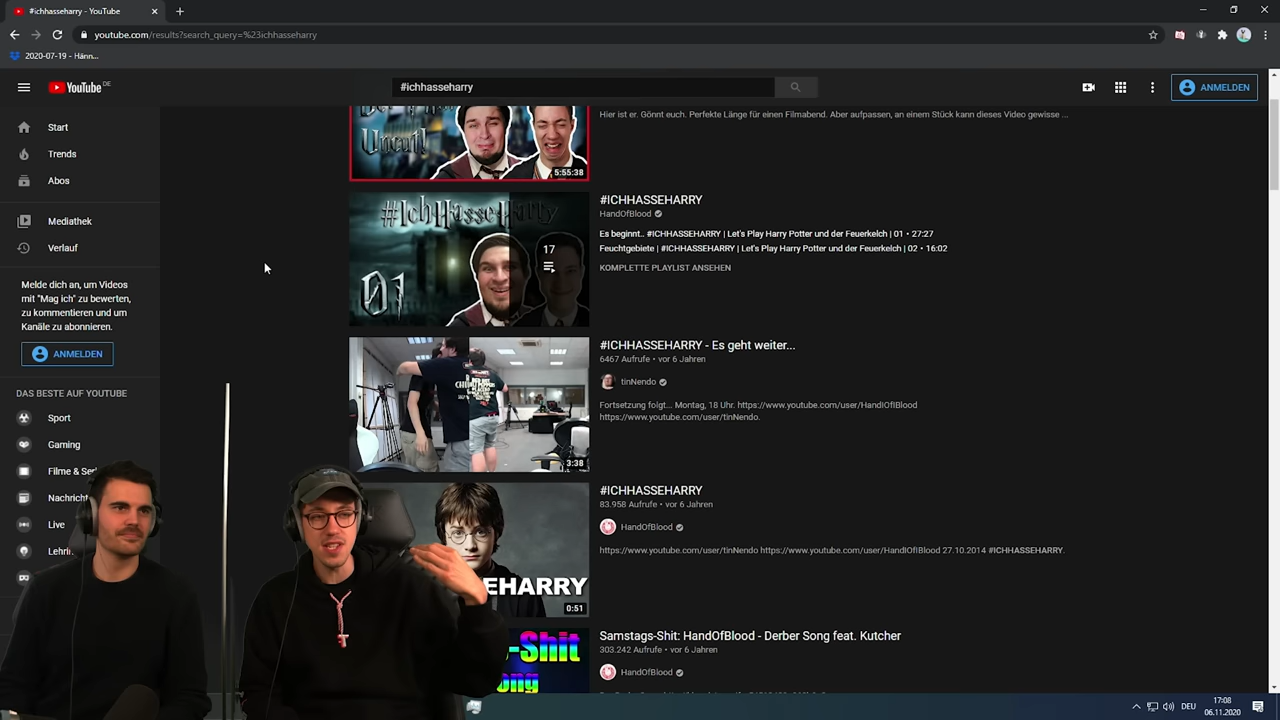 #ichhasseharry - YouTube
youtube.com/results?search_query=%23ichhasseharry
2020-07-19 - Hänn...
YouTube DE
#ichhasseharry
ANMELDEN
Start
Trends
Abos
Mediathek
Verlauf
Melde dich an, um Videos
mit "Mag ich" zu bewerten,
zu kommentieren und um
Kanäle zu abonnieren.
ANMELDEN
DAS BESTE AUF YOUTUBE
Sport
Gaming
Filme & Seri
Nachricht
Live
Lehrin
Uncut!
5:55:38
Hier ist er. Gönnt euch. Perfekte Länge für einen Filmabend. Aber aufpassen, an einem Stück kann dieses Video gewisse ...
#IchHasseHarry
01
17
#ICHHASSEHARRY
HandOfBlood
Es beginnt.. #ICHHASSEHARRY | Let's Play Harry Potter und der Feuerkelch | 01 • 27:27
Feuchtgebiete | #ICHHASSEHARRY | Let's Play Harry Potter und der Feuerkelch | 02 • 16:02
KOMPLETTE PLAYLIST ANSEHEN
3:38
#ICHHASSEHARRY - Es geht weiter...
6467 Aufrufe • vor 6 Jahren
tinNendo
Fortsetzung folgt... Montag, 18 Uhr. https://www.youtube.com/user/HandIOfIBlood
https://www.youtube.com/user/tinNendo.
EHARRY
0:51
#ICHHASSEHARRY
83.958 Aufrufe • vor 6 Jahren
HandOfBlood
https://www.youtube.com/user/tinNendo https://www.youtube.com/user/HandIOfIBlood 27.10.2014 #ICHHASSEHARRY.
-Shit
ong
Samstags-Shit: HandOfBlood - Derber Song feat. Kutcher
303.242 Aufrufe • vor 6 Jahren
HandOfBlood
DEU
17:08
06.11.2020